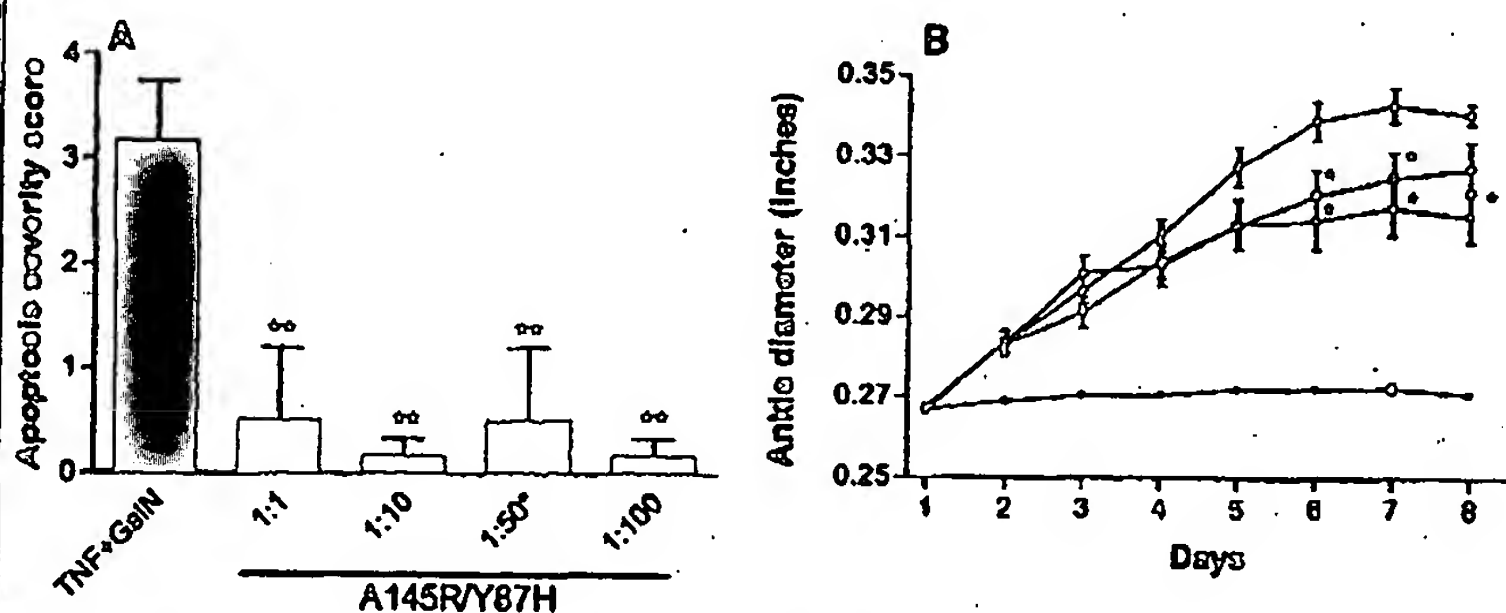 A
4
3
2
1
0
Apoptosis severity score
TNF+GalN
1:1
1:10
1:50*
1:100
A145R/Y87H
B
0.35
0.33
0.31
0.29
0.27
0.25
Ankle diameter (inches)
1 2 3 4 5 6 7 8
Days